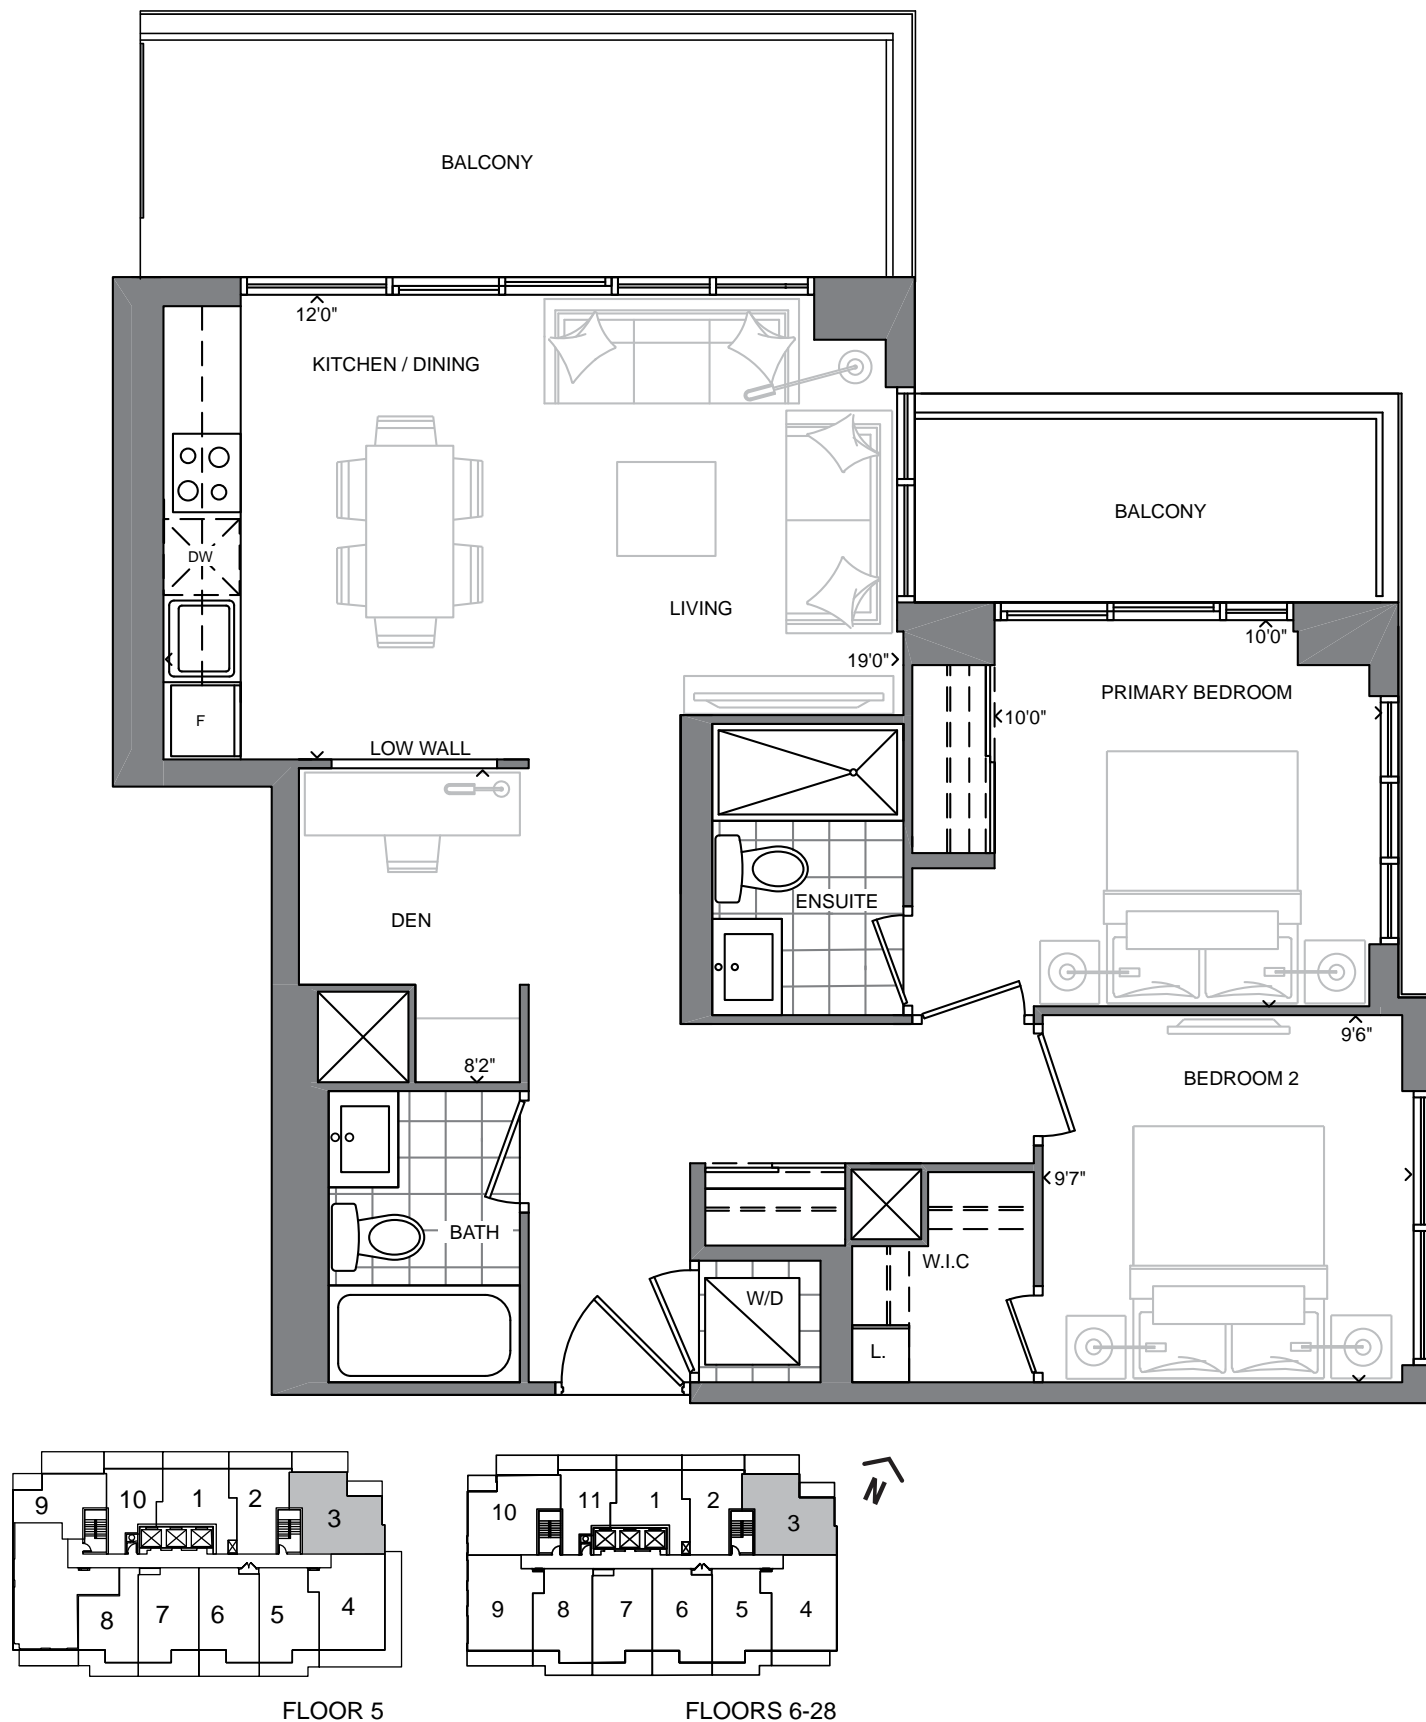 BALCONY
12'0"
KITCHEN / DINING
BALCONY
DW
LIVING
10'0"
19'0"
PRIMARY BEDROOM
10'0"
F
LOW WALL
ENSUITE
DEN
9'6"
8'2"
BEDROOM 2
9'7"
BATH
W.I.C
W/D
L.
9
10
1
2
3
8
7
6
5
4
FLOOR 5
10
11
1
2
3
9
8
7
6
5
4
FLOORS 6-28
N